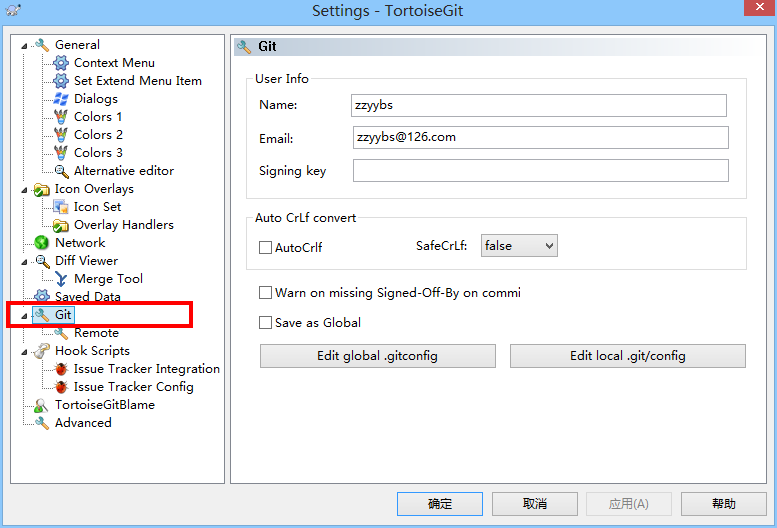 Settings - TortoiseGit
General
Context Menu
Set Extend Menu Item
Dialogs
Colors 1
Colors 2
Colors 3
Alternative editor
Icon Overlays
Icon Set
Overlay Handlers
Network
Diff Viewer
Merge Tool
Saved Data
Git
Remote
Hook Scripts
Issue Tracker Integration
Issue Tracker Config
TortoiseGitBlame
Advanced
Git
User Info
Name: zzyybs
Email: zzyybs@126.com
Signing key
Auto CrLf convert
AutoCrlf SafeCrLf: false
Warn on missing Signed-Off-By on commi
Save as Global
Edit global .gitconfig Edit local .git/config
确定 取消 应用(A) 帮助